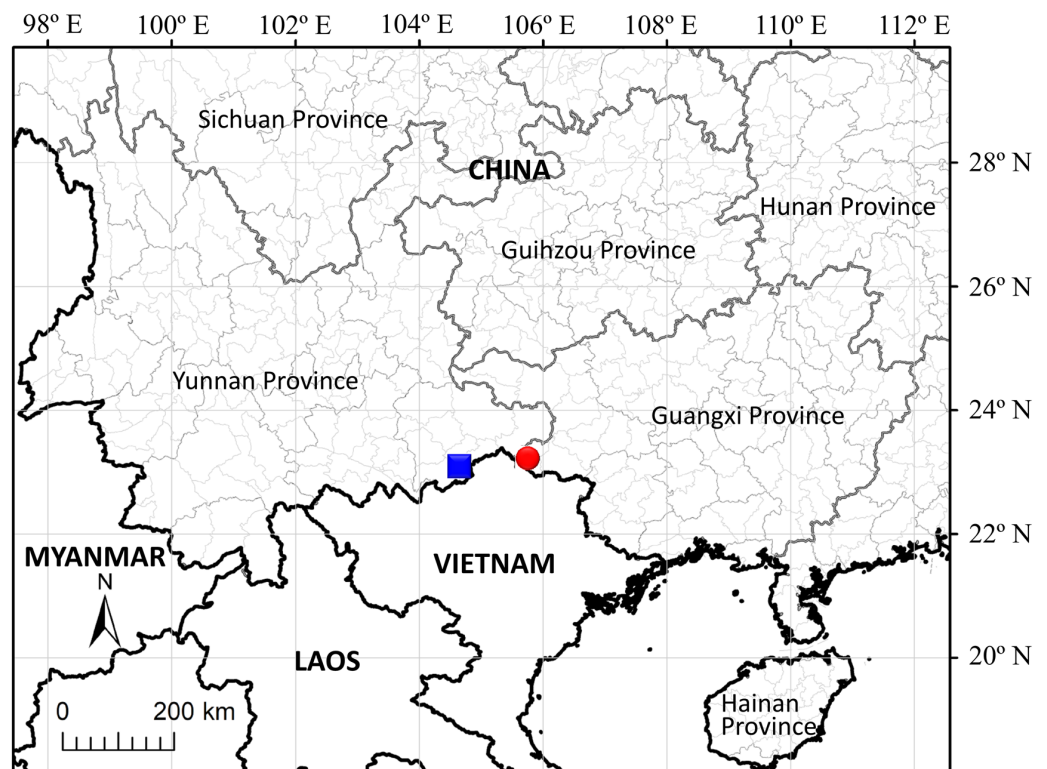 98º E 100º E 102º E 104º E 106º E 108º E 110º E 112º E
Sichuan Province
CHINA
28º N
Hunan Province
Guihzou Province
26º N
Yunnan Province
24º N
Guangxi Province
22º N
MYANMAR
VIETNAM
N
LAOS
20º N
Hainan
Province
0 200 km